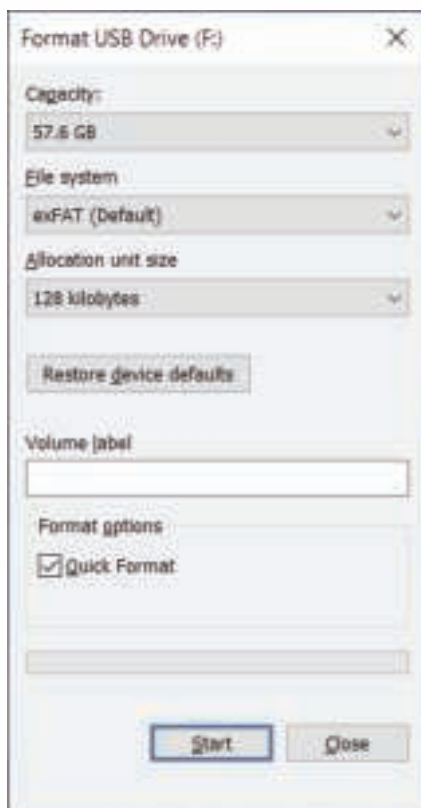 Format USB Drive (F:)
Capacity:
57.6 GB
File system
exFAT (Default)
Allocation unit size
128 kilobytes
Restore device defaults
Volume label
Format options
Quick Format
Start
Close